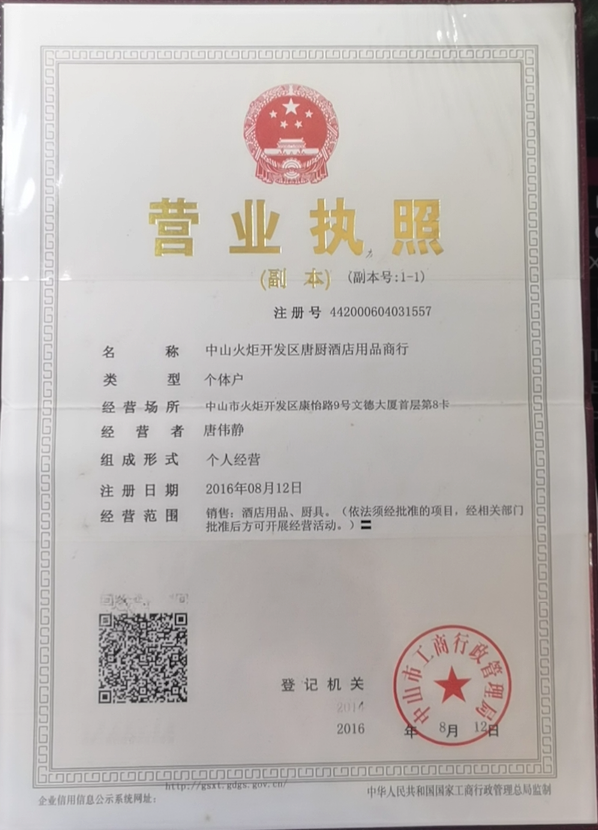 营业执照
(副 本) (副本号:1-1)
注 册 号 442000604031557
名 称 中山火炬开发区唐厨酒店用品商行
类 型 个体户
经 营 场 所 中山市火炬开发区康怡路9号文德大厦首层第8卡
经 营 者 唐伟静
组 成 形 式 个人经营
注 册 日 期 2016年08月12日
经 营 范 围 销售：酒店用品、厨具。（依法须经批准的项目，经相关部门
批准后方可开展经营活动。）〓
登 记 机 关
中山市工商行政管理局
2014
2016 年 8月 12日
http://gsxt.gdgs.gov.cn/
企业信用信息公示系统网址： 中华人民共和国国家工商行政管理总局监制